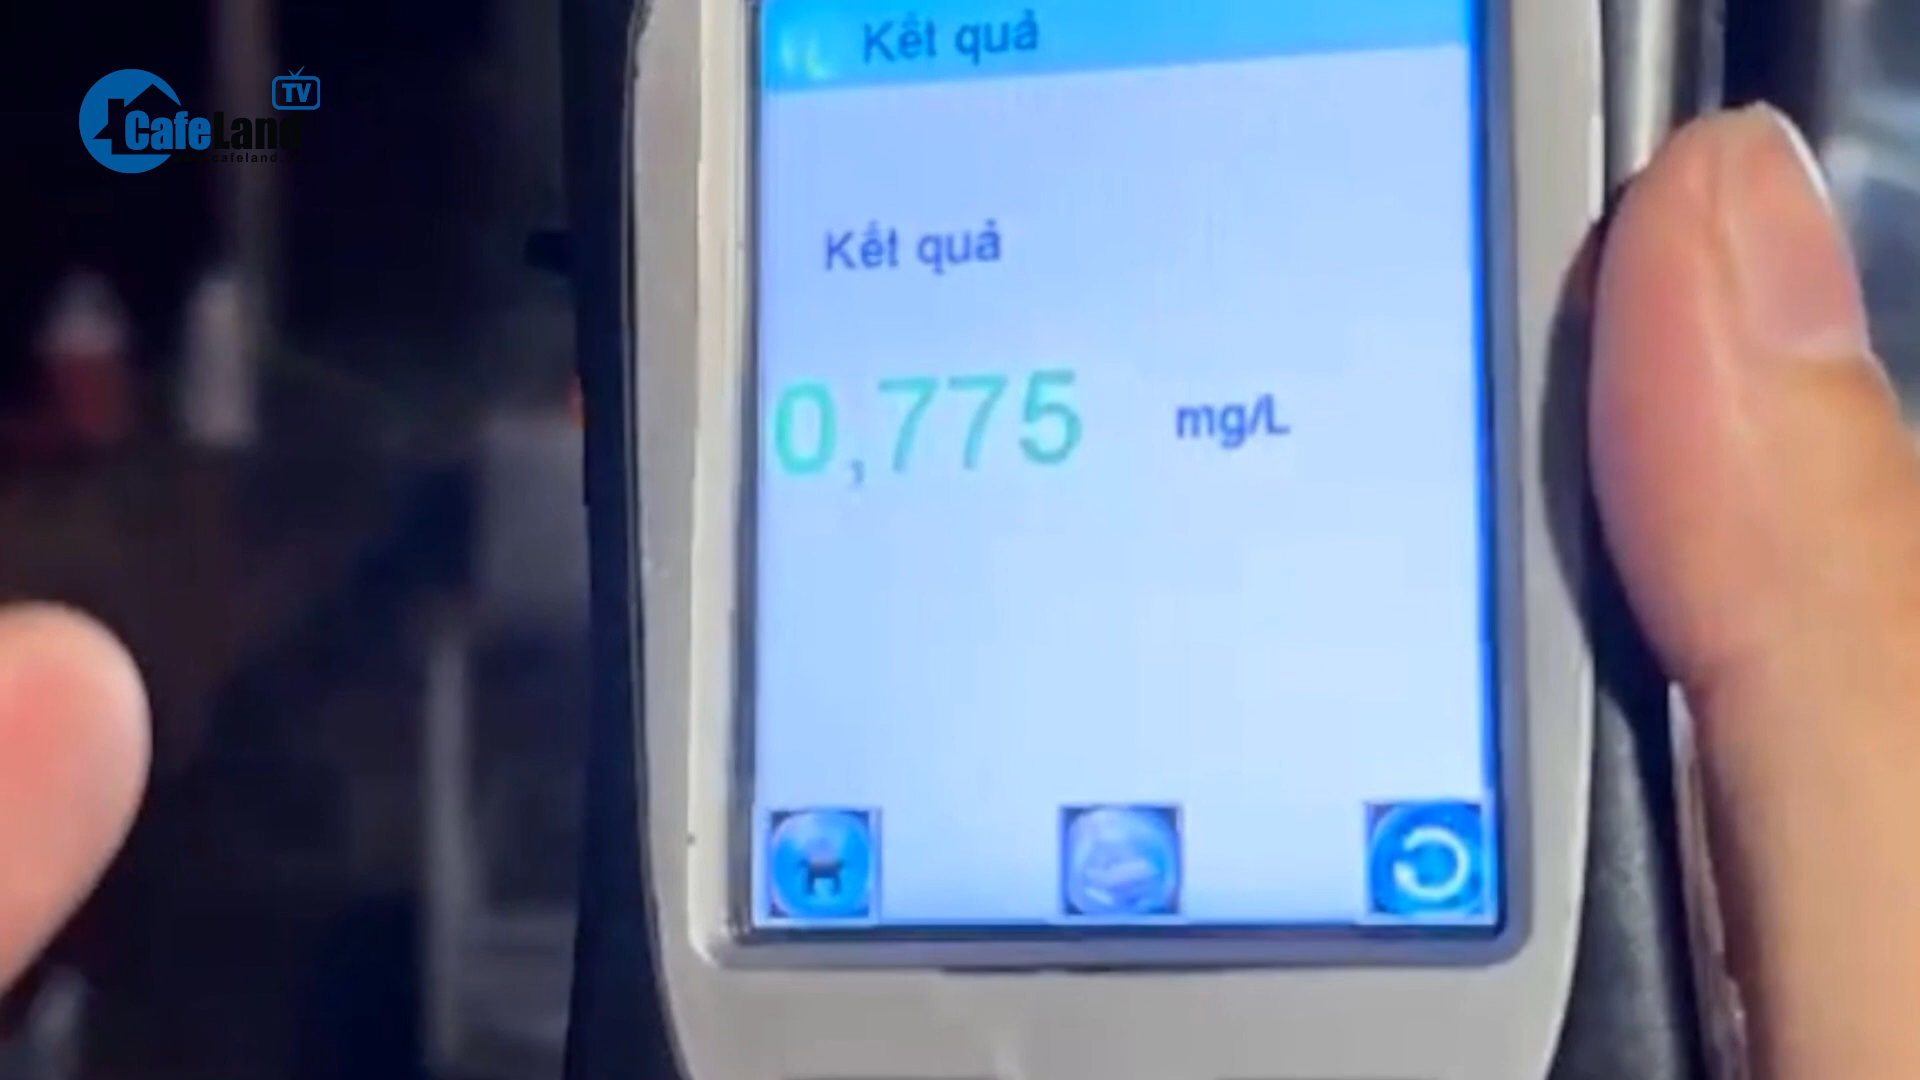 TV
CafeLand
Kết quả
Kết quả
0,775 mg/L